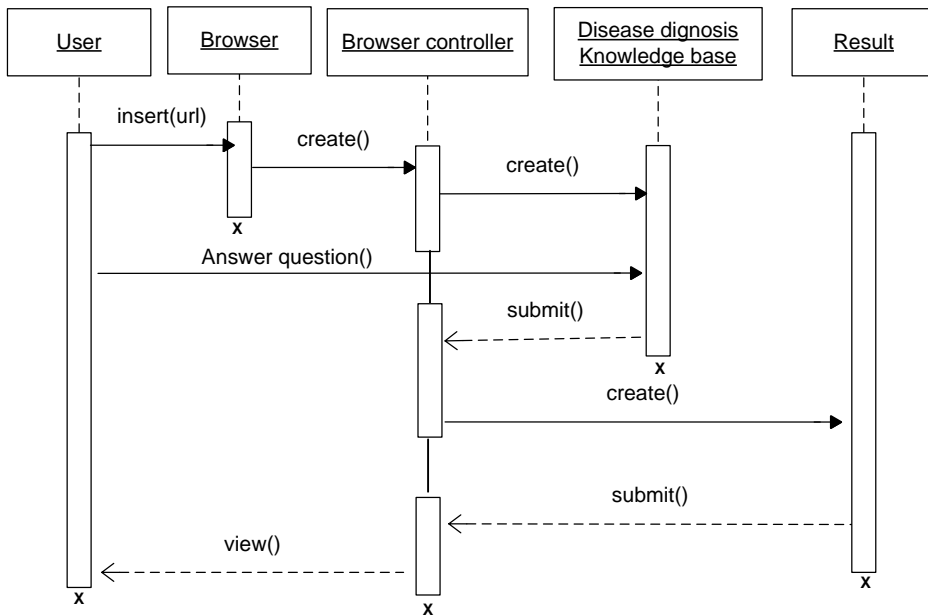 User
Browser
Browser controller
Disease dignosis
Knowledge base
Result
insert(url)
create()
create()
x
Answer question()
submit()
x
create()
submit()
view()
x
x
x